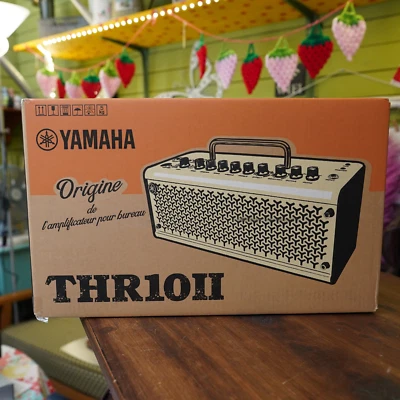 YAMAHA
Origine
de
l'amplificateur pour bureau
THR10II